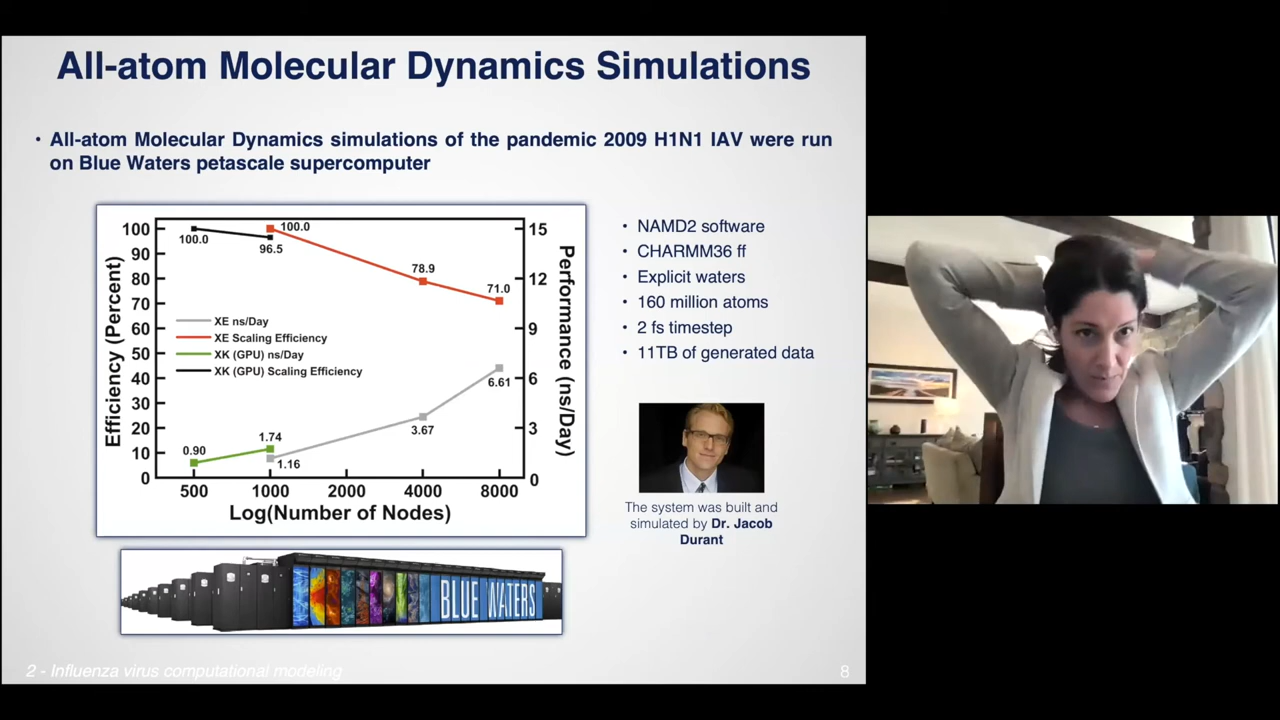 All-atom Molecular Dynamics Simulations
• All-atom Molecular Dynamics simulations of the pandemic 2009 H1N1 IAV were run
on Blue Waters petascale supercomputer
100
90
80
70
60
50
40
30
20
10
0
Efficiency (Percent)
100.0
96.5
100.0
78.9
71.0
XE ns/Day
XE Scaling Efficiency
XK (GPU) ns/Day
XK (GPU) Scaling Efficiency
0.90
1.74
1.16
3.67
6.61
15
12
9
6
3
0
Performance (ns/Day)
500 1000 2000 4000 8000
Log(Number of Nodes)
• NAMD2 software
• CHARMM36 ff
• Explicit waters
• 160 million atoms
• 2 fs timestep
• 11TB of generated data
The system was built and
simulated by Dr. Jacob
Durant
BLUE WATERS
2 - Influenza virus computational modeling
8